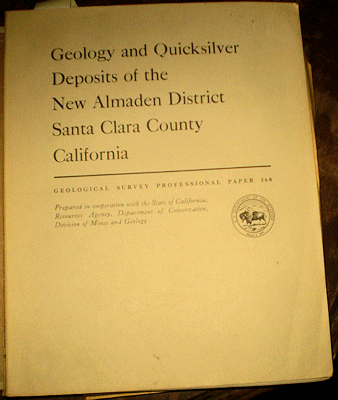 Geology and Quicksilver
Deposits of the
New Almaden District
Santa Clara County
California
GEOLOGICAL SURVEY PROFESSIONAL PAPER 360
Prepared in cooperation with the State of California,
Resources Agency, Department of Conservation,
Division of Mines and Geology